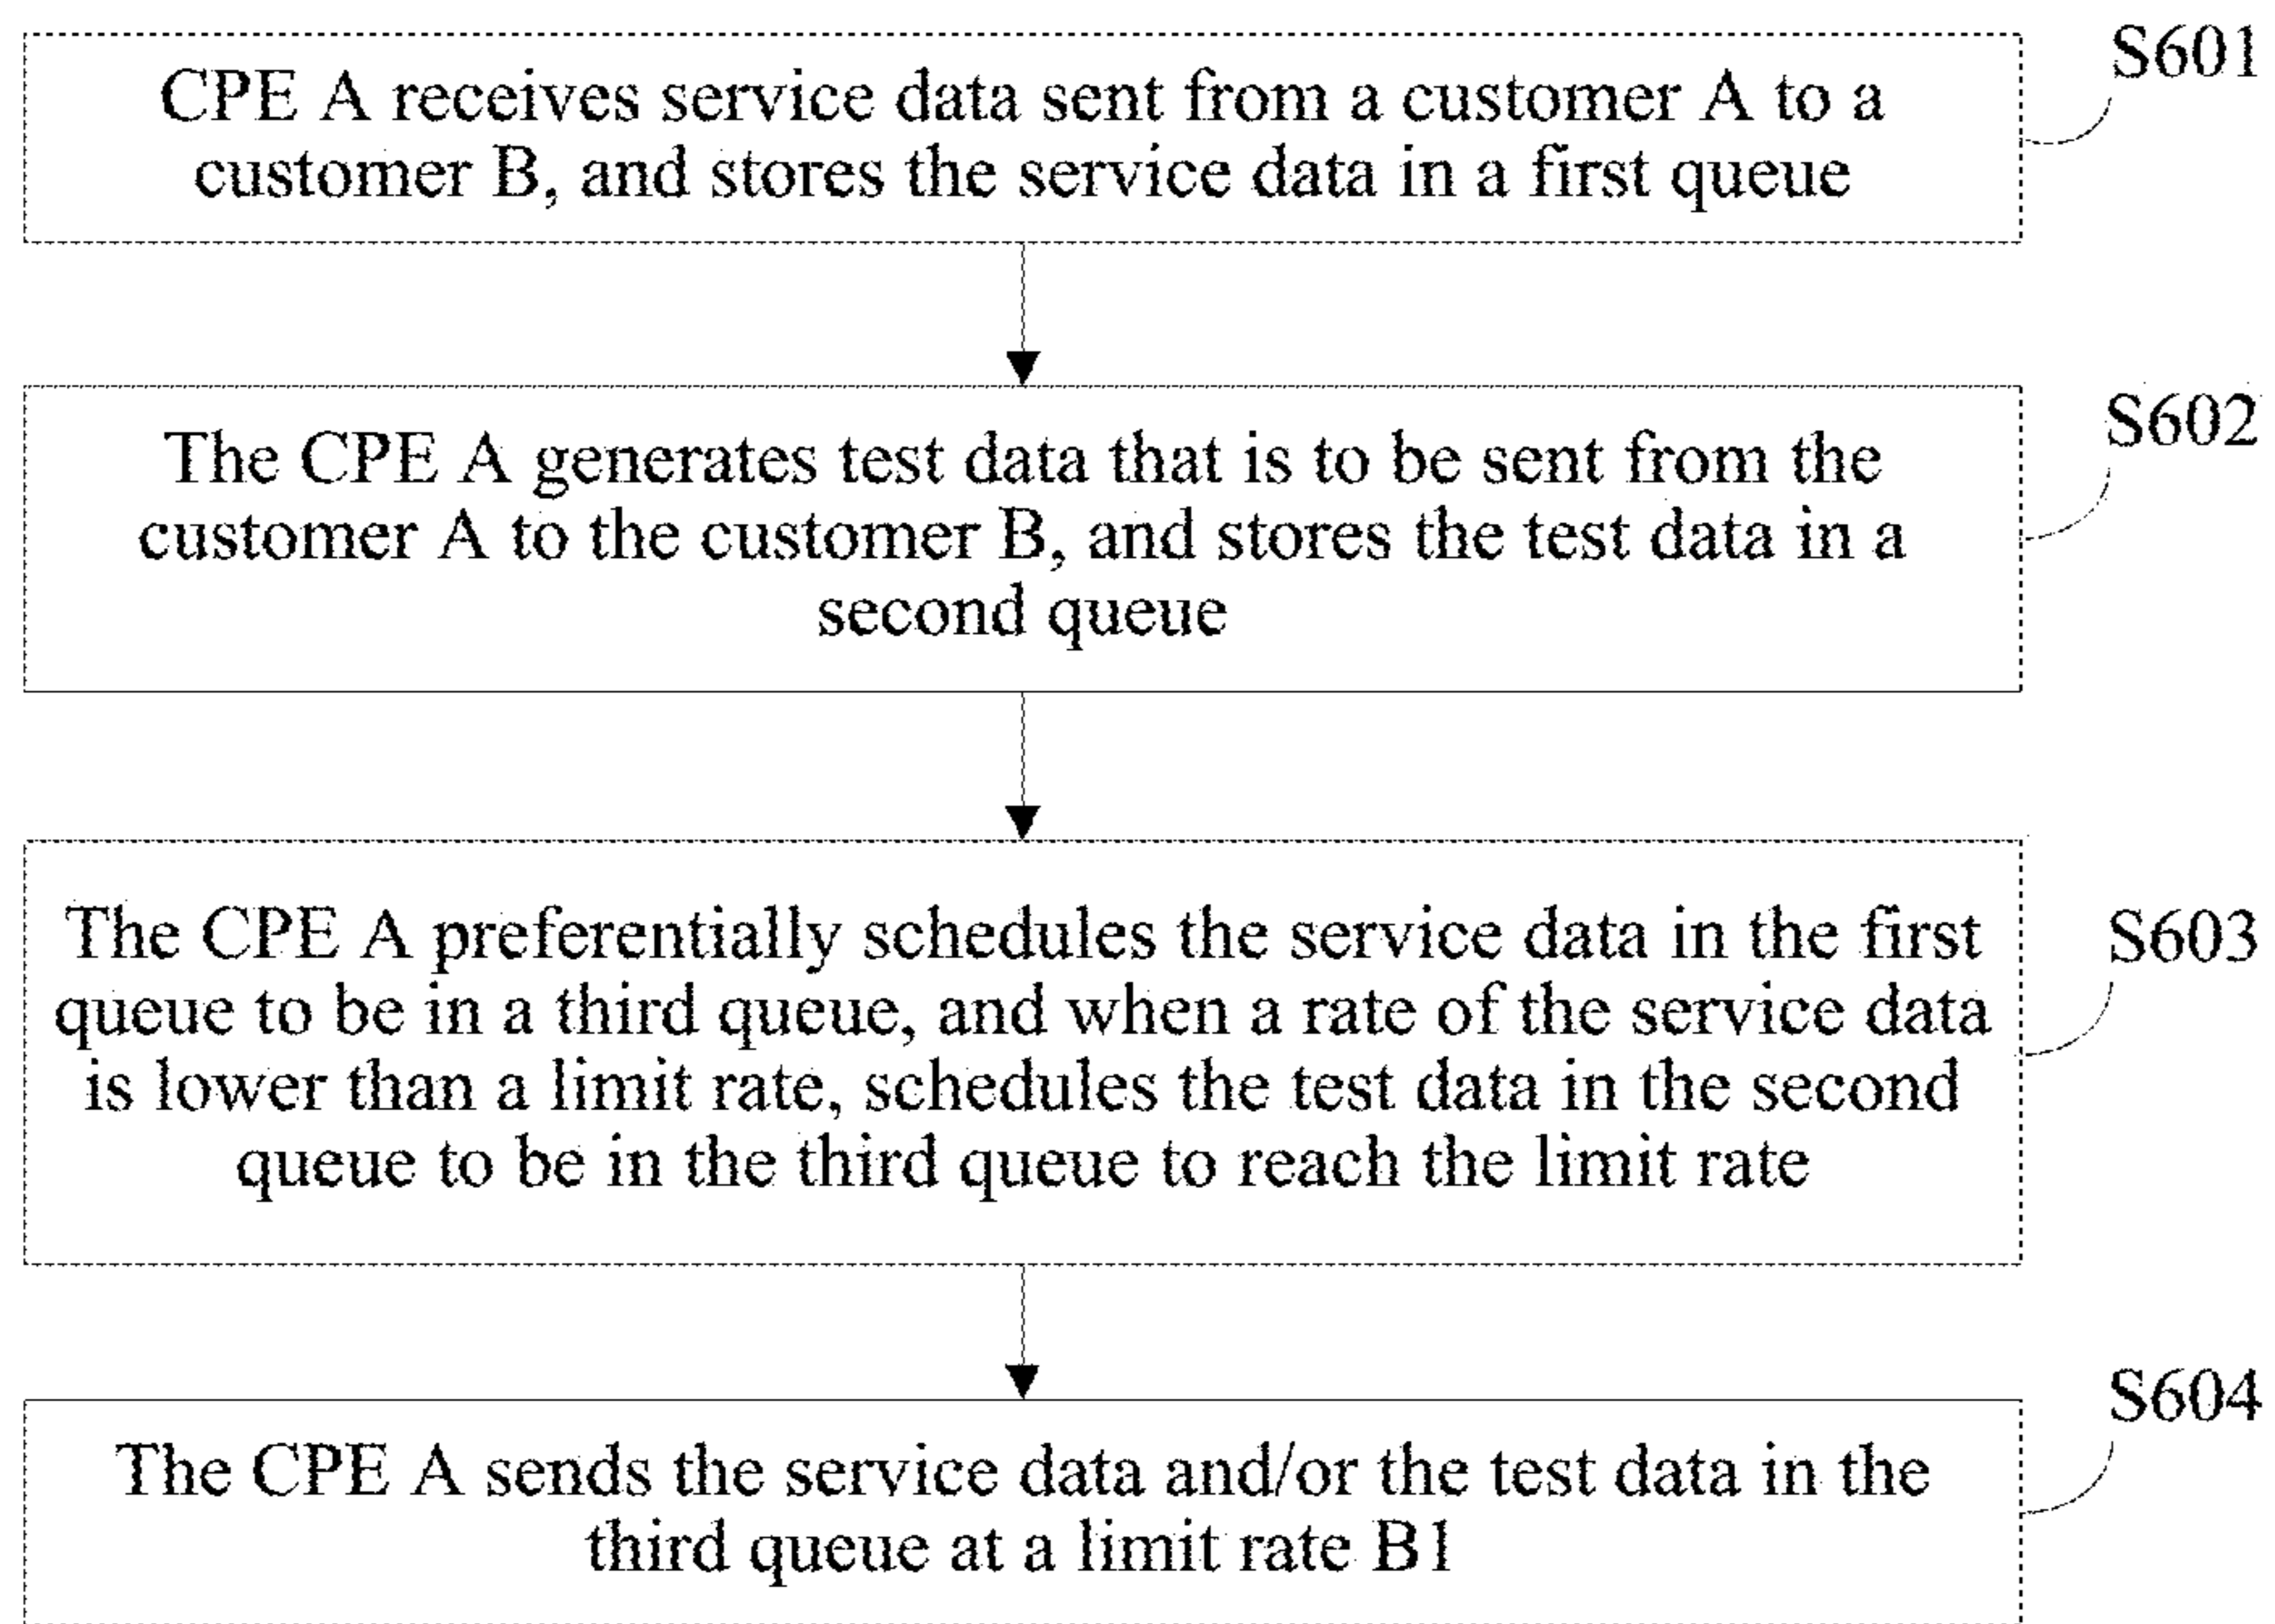 S601
CPE A receives service data sent from a customer A to a
customer B, and stores the service data in a first queue
S602
The CPE A generates test data that is to be sent from the
customer A to the customer B, and stores the test data in a
second queue
S603
The CPE A preferentially schedules the service data in the first
queue to be in a third queue, and when a rate of the service data
is lower than a limit rate, schedules the test data in the second
queue to be in the third queue to reach the limit rate
S604
The CPE A sends the service data and/or the test data in the
third queue at a limit rate B1